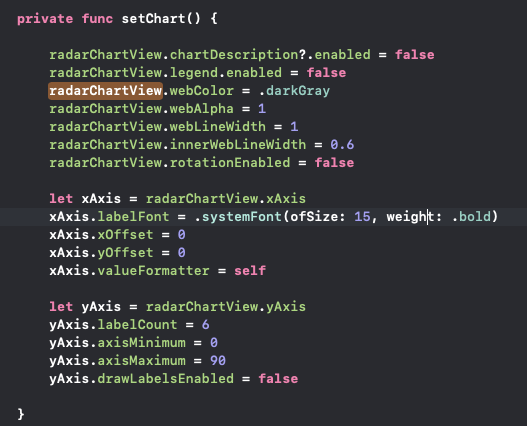 private func setChart() {
radarChartView.chartDescription?.enabled = false
radarChartView.legend.enabled = false
radarChartView.webColor = .darkGray
radarChartView.webAlpha = 1
radarChartView.webLineWidth = 1
radarChartView.innerWebLineWidth = 0.6
radarChartView.rotationEnabled = false
let xAxis = radarChartView.xAxis
xAxis.labelFont = .systemFont(ofSize: 15, weight: .bold)
xAxis.xOffset = 0
xAxis.yOffset = 0
xAxis.valueFormatter = self
let yAxis = radarChartView.yAxis
yAxis.labelCount = 6
yAxis.axisMinimum = 0
yAxis.axisMaximum = 90
yAxis.drawLabelsEnabled = false
}